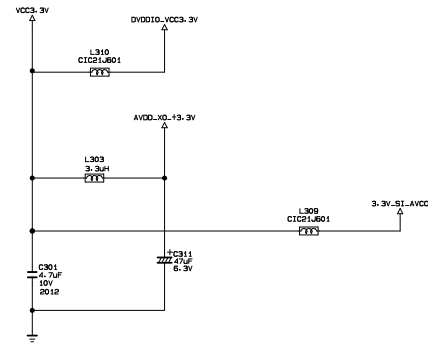 VCC3.3V
DVDDIO_VCC3.3V
L310
CIC21J601
AVDD_XO_+3.3V
L303
3.3uH
L309
CIC21J601
3.3V_SI_AVCC
C301
4.7uF
10V
2012
+C311
47uF
6.3V